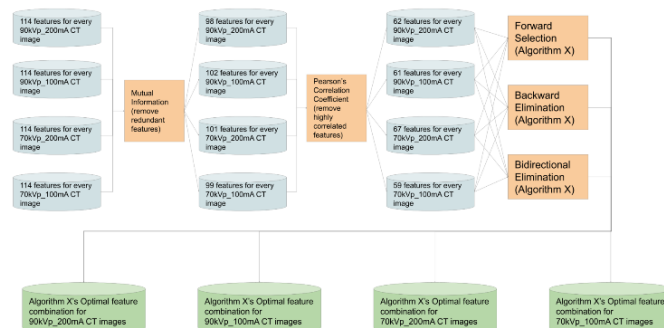 114 features for every
90kVp_200mA CT
image
114 features for every
90kVp_100mA CT
image
114 features for every
70kVp_200mA CT
image
114 features for every
70kVp_100mA CT
image
Mutual
Information
(remove
redundant
features)
98 features for every
90kVp_200mA CT
image
102 features for every
90kVp_100mA CT
image
101 features for every
70kVp_200mA CT
image
99 features for every
70kVp_100mA CT
image
Pearson's
Correlation
Coefficient
(remove
highly
correlated
features)
62 features for every
90kVp_200mA CT
image
61 features for every
90kVp_100mA CT
image
67 features for every
70kVp_200mA CT
image
59 features for every
70kVp_100mA CT
image
Forward
Selection
(Algorithm X)
Backward
Elimination
(Algorithm X)
Bidirectional
Elimination
(Algorithm X)
Algorithm X's Optimal feature
combination for
90kVp_200mA CT images
Algorithm X's Optimal feature
combination for
90kVp_100mA CT images
Algorithm X's Optimal feature
combination for
70kVp_200mA CT images
Algorithm X's Optimal feature
combination for
70kVp_100mA CT images